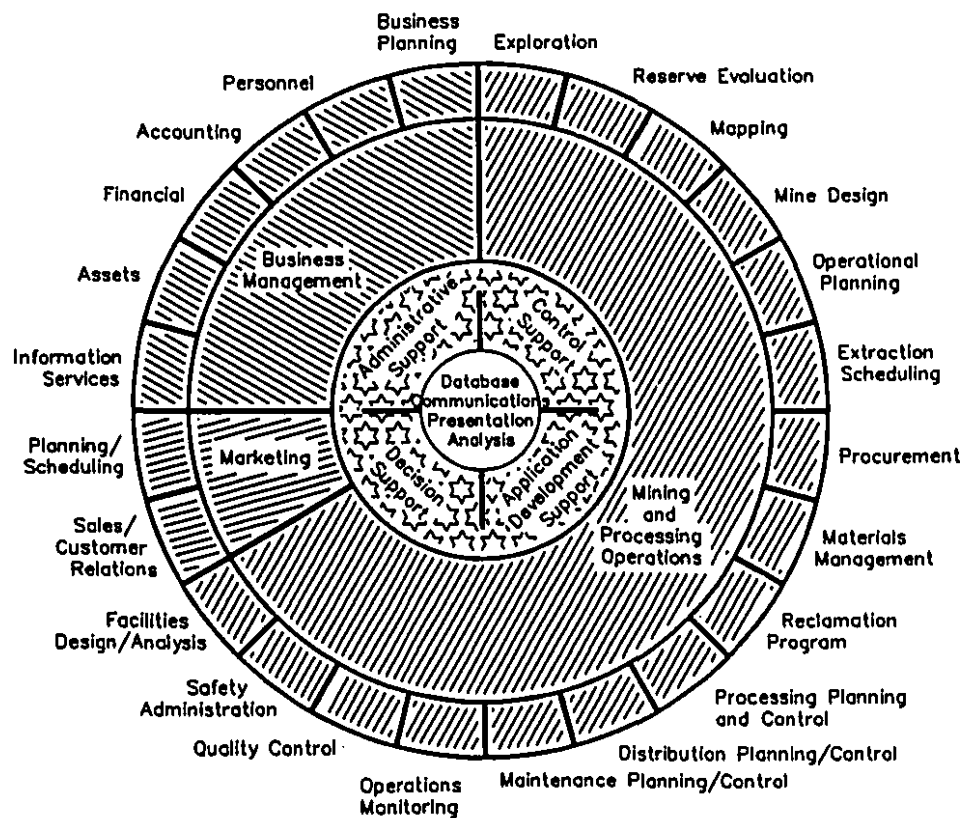 Business
Planning
Exploration
Reserve Evaluation
Mapping
Mine Design
Operational
Planning
Extraction
Scheduling
Procurement
Materials
Management
Reclamation
Program
Processing Planning
and Control
Distribution Planning/Control
Maintenance Planning/Control
Operations
Monitoring
Quality Control
Safety
Administration
Facilities
Design/Analysis
Sales/
Customer
Relations
Planning/
Scheduling
Information
Services
Assets
Financial
Accounting
Personnel
Business
Management
Marketing
Mining
and
Processing
Operations
Administrative
Support
Control
Support
Decision
Support
Application
Development
Support
Database
Communications
Presentation
Analysis